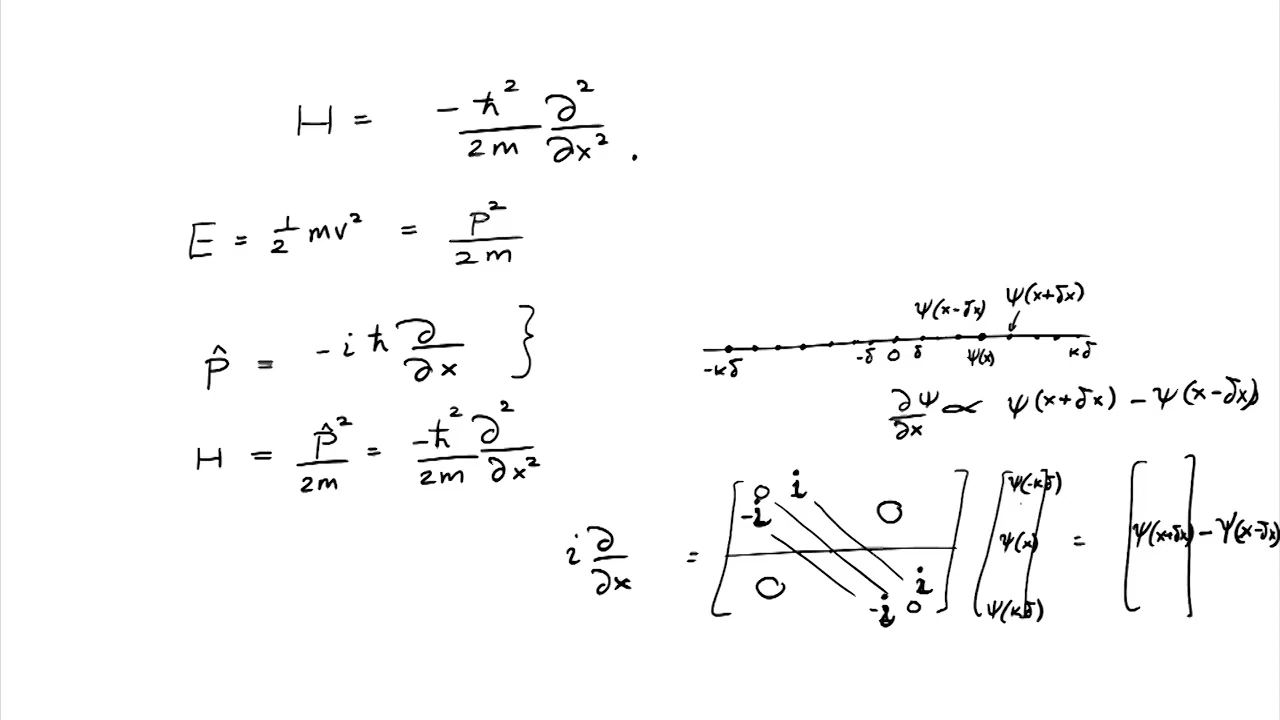 H = -ħ²/2m ∂²/∂x² .
E = ½ mv² = p²/2m
p̂ = -iħ ∂/∂x }
H = p̂²/2m = -ħ²/2m ∂²/∂x²
ψ(x-δx) ψ(x+δx)
-kδ -δ 0 δ ψ(x) kδ
∂ψ/∂x ∝ ψ(x+δx) - ψ(x-δx)
i ∂/∂x = [ 0 i 0 -i 0 i -i 0 ] [ ψ(-kδ) ψ(x) ψ(kδ) ] = [ ψ(x+δx) - ψ(x-δx) ]